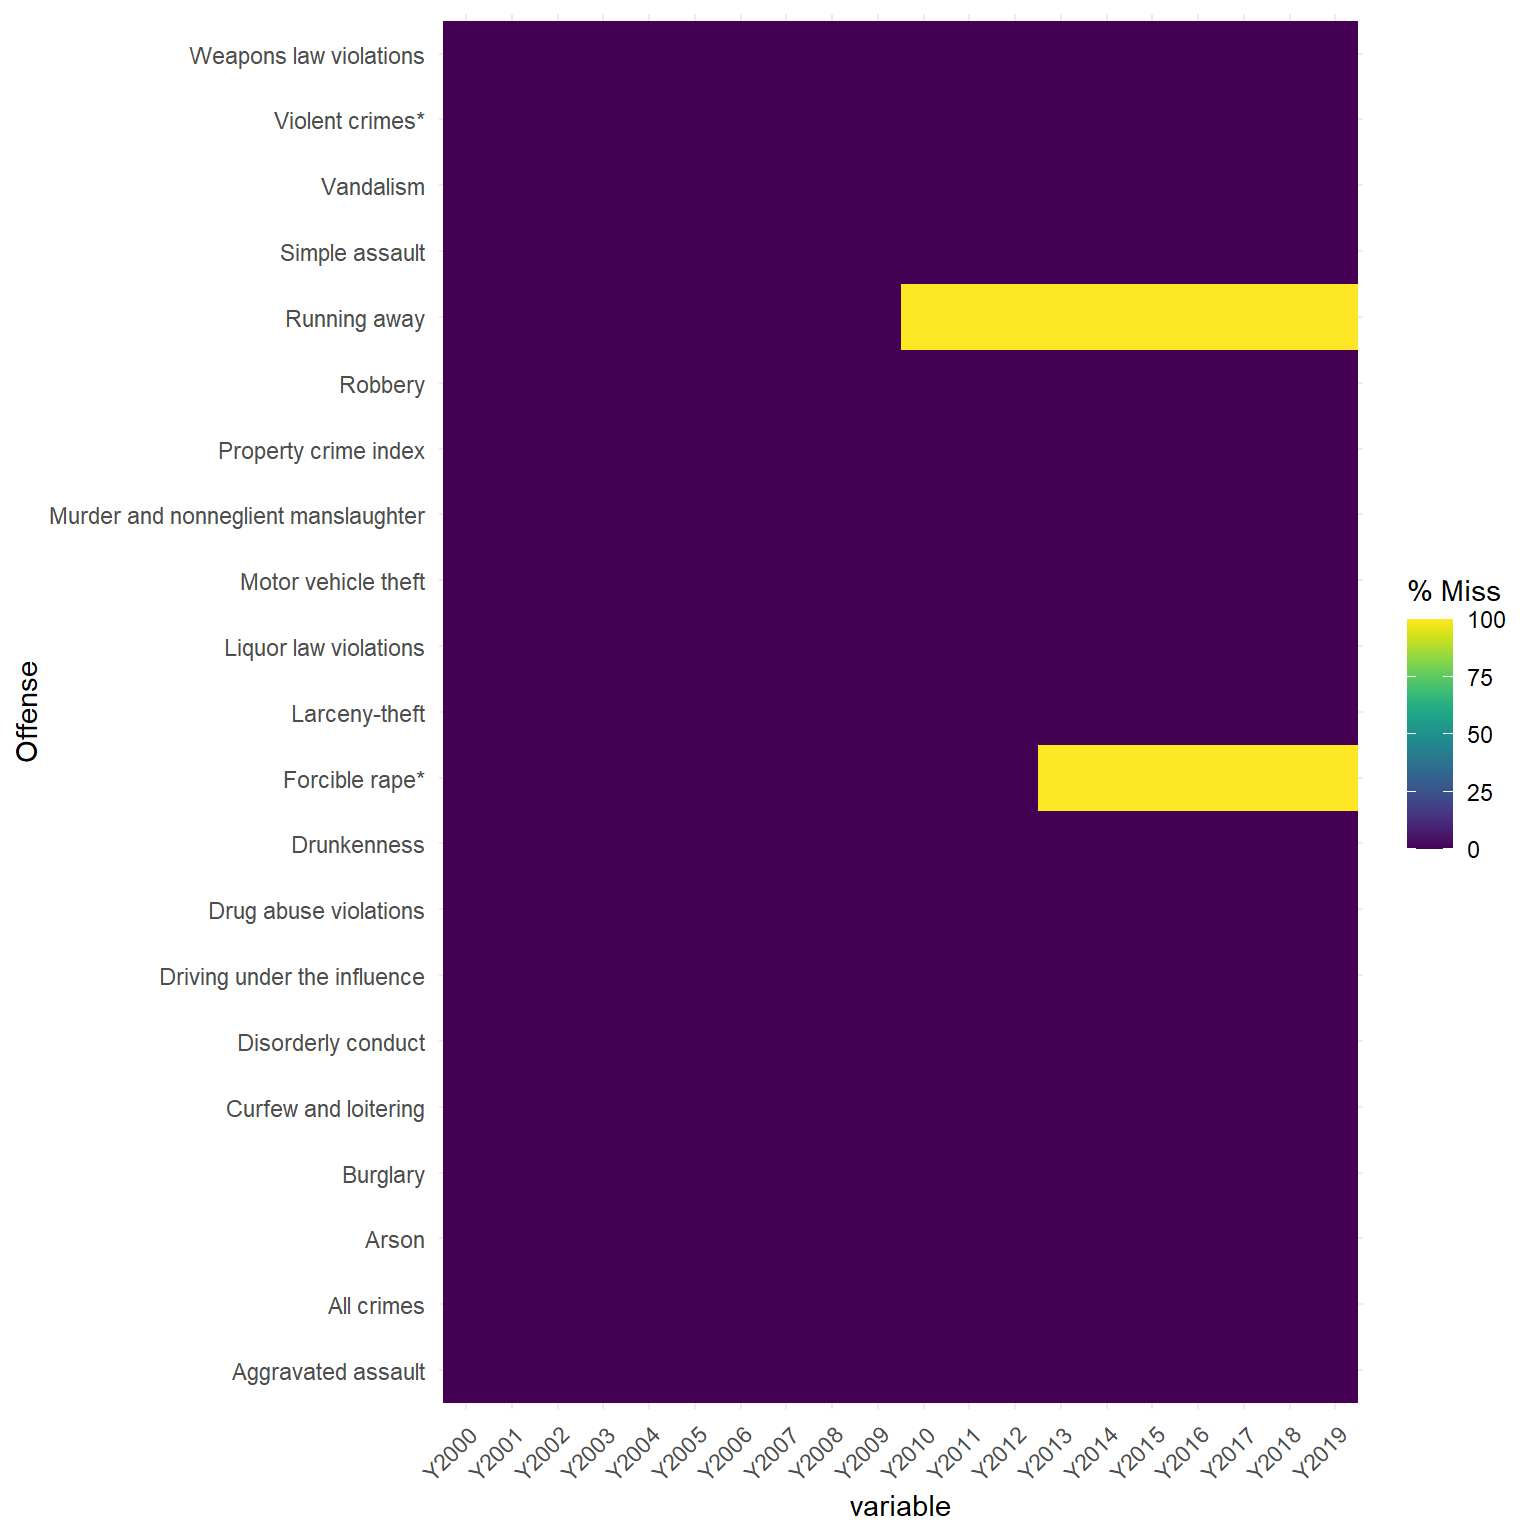 Weapons law violations
Violent crimes*
Vandalism
Simple assault
Running away
Robbery
Property crime index
Murder and nonneglient manslaughter
Motor vehicle theft
Liquor law violations
Larceny-theft
Forcible rape*
Drunkenness
Drug abuse violations
Driving under the influence
Disorderly conduct
Curfew and loitering
Burglary
Arson
All crimes
Aggravated assault
Offense
Y2000
Y2001
Y2002
Y2003
Y2004
Y2005
Y2006
Y2007
Y2008
Y2009
Y2010
Y2011
Y2012
Y2013
Y2014
Y2015
Y2016
Y2017
Y2018
Y2019
variable
% Miss
100
75
50
25
0